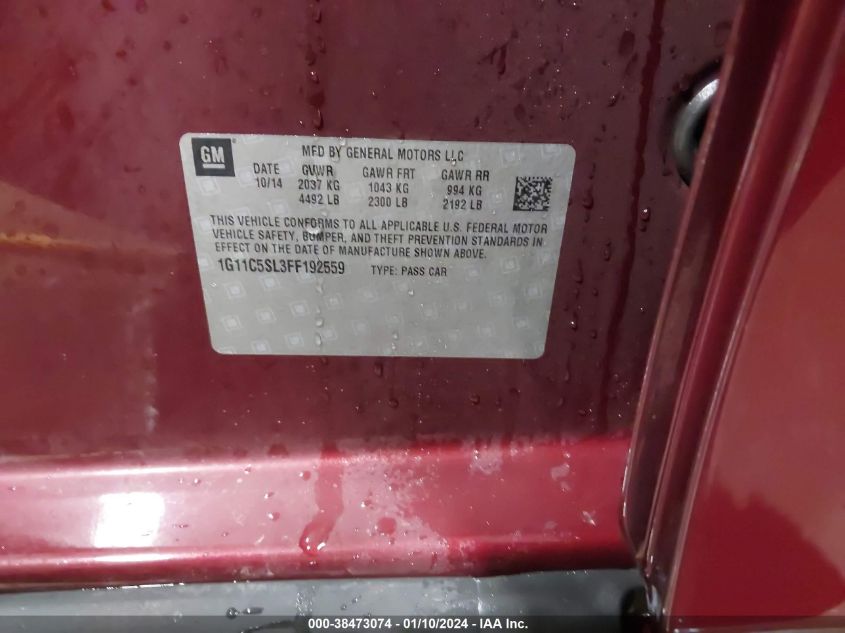 GM
MFD BY GENERAL MOTORS LLC
DATE GVWR GAWR FRT GAWR RR
10/14 2037 KG 1043 KG 994 KG
4492 LB 2300 LB 2192 LB
THIS VEHICLE CONFORMS TO ALL APPLICABLE U.S. FEDERAL MOTOR
VEHICLE SAFETY, BUMPER, AND THEFT PREVENTION STANDARDS IN
EFFECT ON THE DATE OF MANUFACTURE SHOWN ABOVE.
1G11C5SL3FF192559 TYPE: PASS CAR
000-38473074 - 01/10/2024 - IAA Inc.